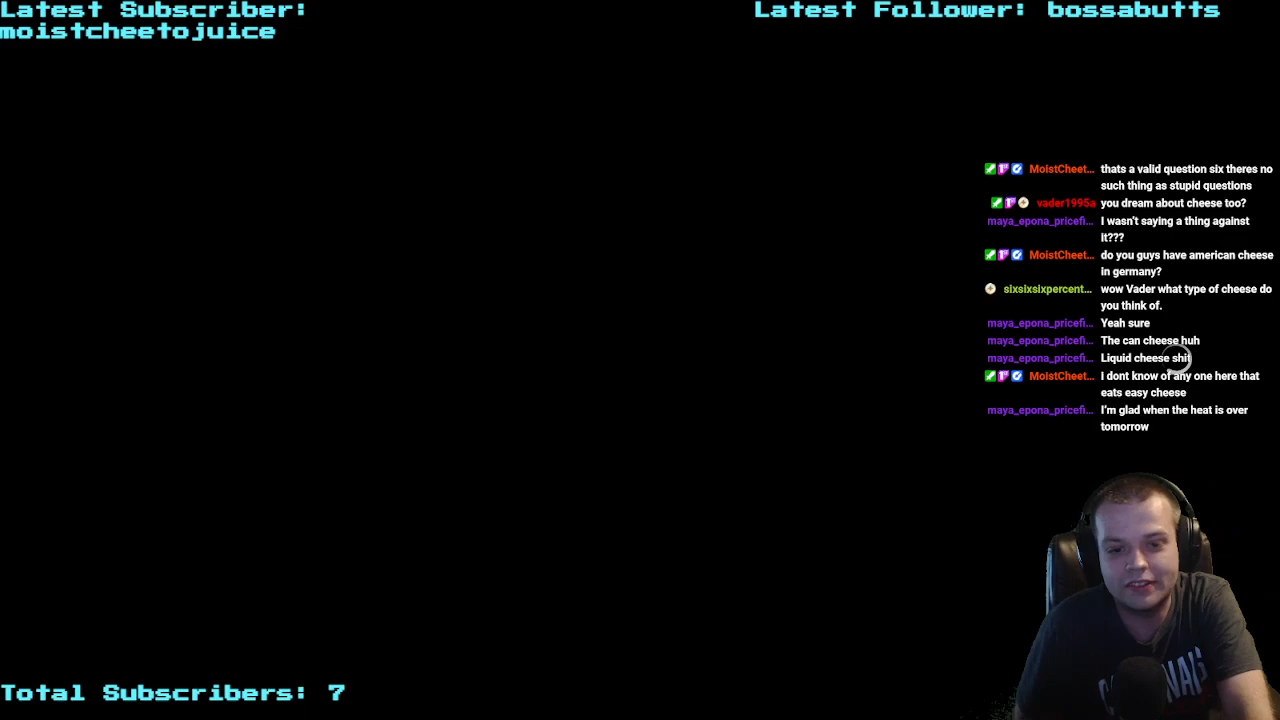 Latest Subscriber:
moistcheetojuice
Latest Follower: bossabutts
MoistCheet... thats a valid question six theres no
such thing as stupid questions
vader1995a you dream about cheese too?
maya_epona_pricefi... I wasn't saying a thing against
it???
MoistCheet... do you guys have american cheese
in germany?
sixsixsixpercent... wow Vader what type of cheese do
you think of.
maya_epona_pricefi... Yeah sure
maya_epona_pricefi... The can cheese huh
maya_epona_pricefi... Liquid cheese shit
MoistCheet... I dont know of any one here that
eats easy cheese
maya_epona_pricefi... I'm glad when the heat is over
tomorrow
Total Subscribers: 7